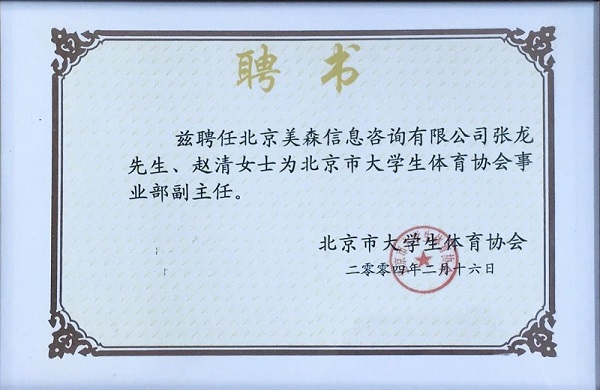 聘书
兹聘任北京美森信息咨询有限公司张龙
先生、赵清女士为北京市大学生体育协会事
业部副主任。
北京市大学生体育协会
二零零四年二月十六日